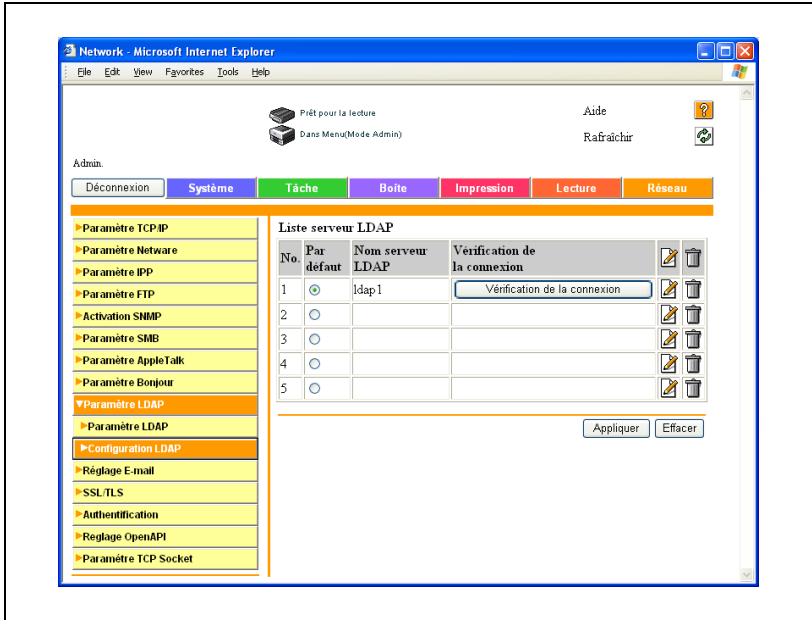 Network - Microsoft Internet Explorer
File Edit View Favorites Tools Help
Prêt pour la lecture
Aide
?
Dans Menu(Mode Admin)
Rafraîchir
Admin.
Déconnexion Système Tâche Boîte Impression Lecture Réseau
Paramètre TCP/IP
Paramètre Netware
Paramètre IPP
Paramètre FTP
Activation SNMP
Paramètre SMB
Paramètre AppleTalk
Paramètre Bonjour
Paramètre LDAP
Paramètre LDAP
Configuration LDAP
Réglage E-mail
SSL/TLS
Authentification
Reglage OpenAPI
Paramétre TCP Socket
Liste serveur LDAP
No. Par défaut Nom serveur LDAP Vérification de la connexion
1 ldap1 Vérification de la connexion
2
3
4
5
Appliquer Effacer